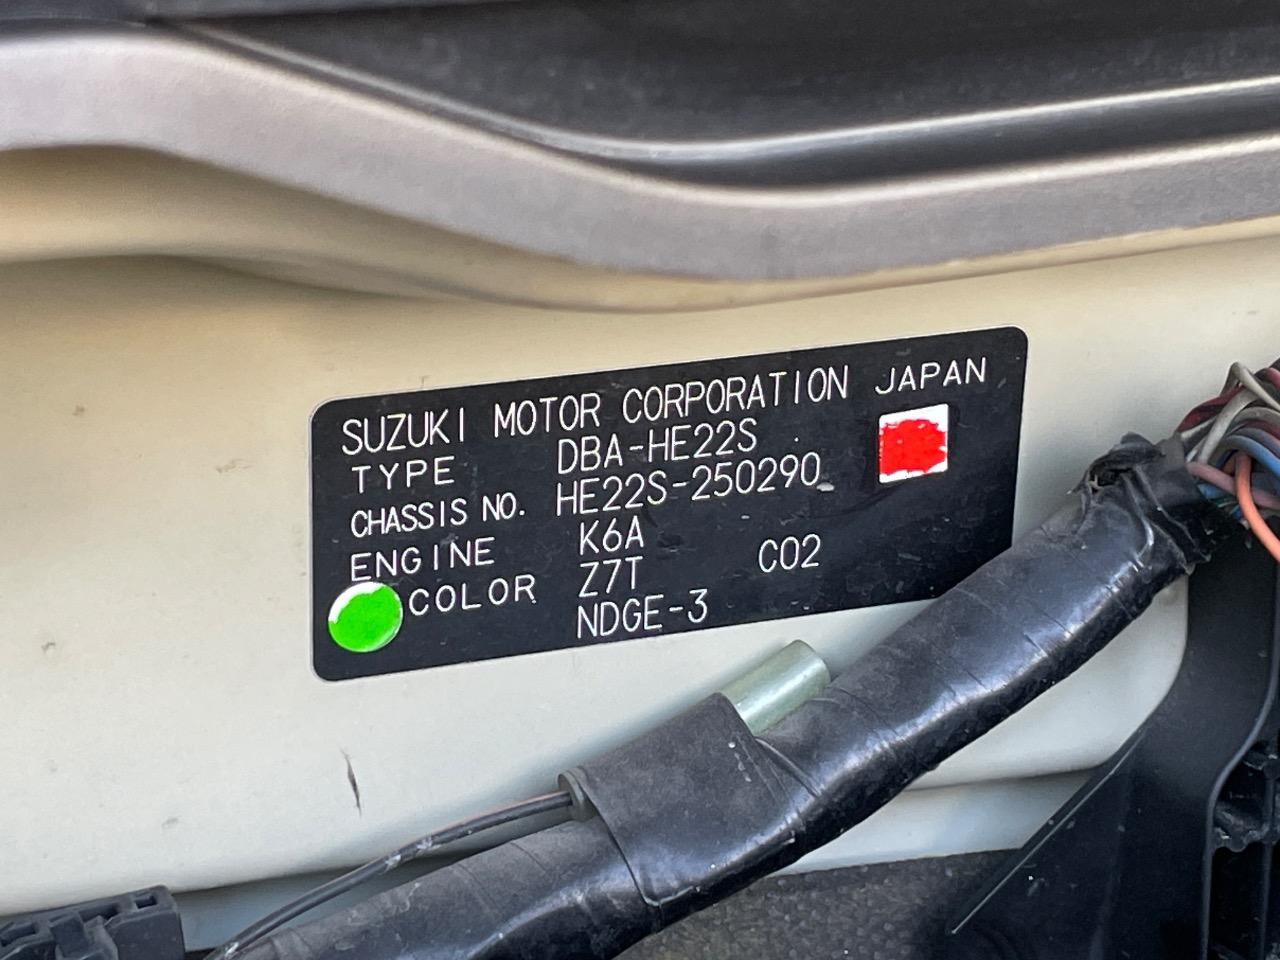 SUZUKI MOTOR CORPORATION JAPAN
TYPE DBA-HE22S
CHASSIS NO. HE22S-250290
ENGINE K6A
COLOR Z7T C02
NDGE-3